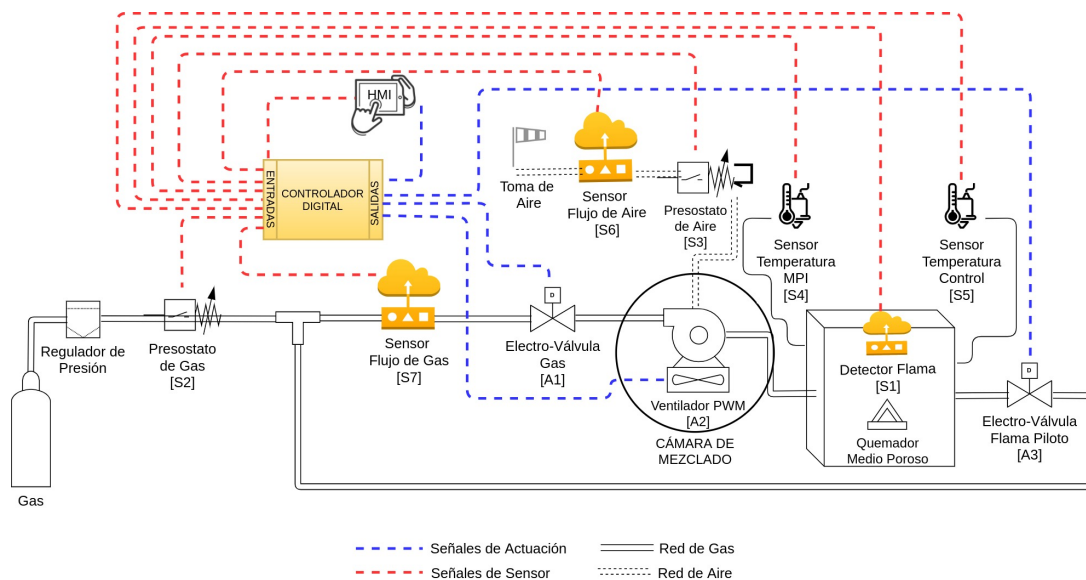 HMI
ENTRADAS
CONTROLADOR
DIGITAL
SALIDAS
Toma de
Aire
Sensor
Flujo de Aire
[S6]
Presostato
de Aire
[S3]
Sensor
Temperatura
MPI
[S4]
Sensor
Temperatura
Control
[S5]
Regulador de
Presión
Presostato
de Gas
[S2]
Sensor
Flujo de Gas
[S7]
D
Electro-Válvula
Gas
[A1]
Ventilador PWM
[A2]
CÁMARA DE
MEZCLADO
Detector Flama
[S1]
Quemador
Medio Poroso
D
Electro-Válvula
Flama Piloto
[A3]
Gas
Señales de Actuación
Red de Gas
Señales de Sensor
Red de Aire